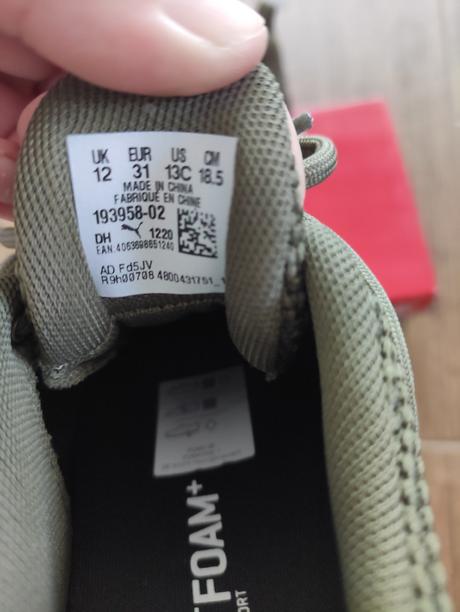 UK EUR US CM
12 31 13C 18.5
MADE IN CHINA
FABRIQUÉ EN CHINE
193958-02
DH 1220
EAN: 4063698651240
AD Fd5JV
R9h00708 4800431751
FOAM+